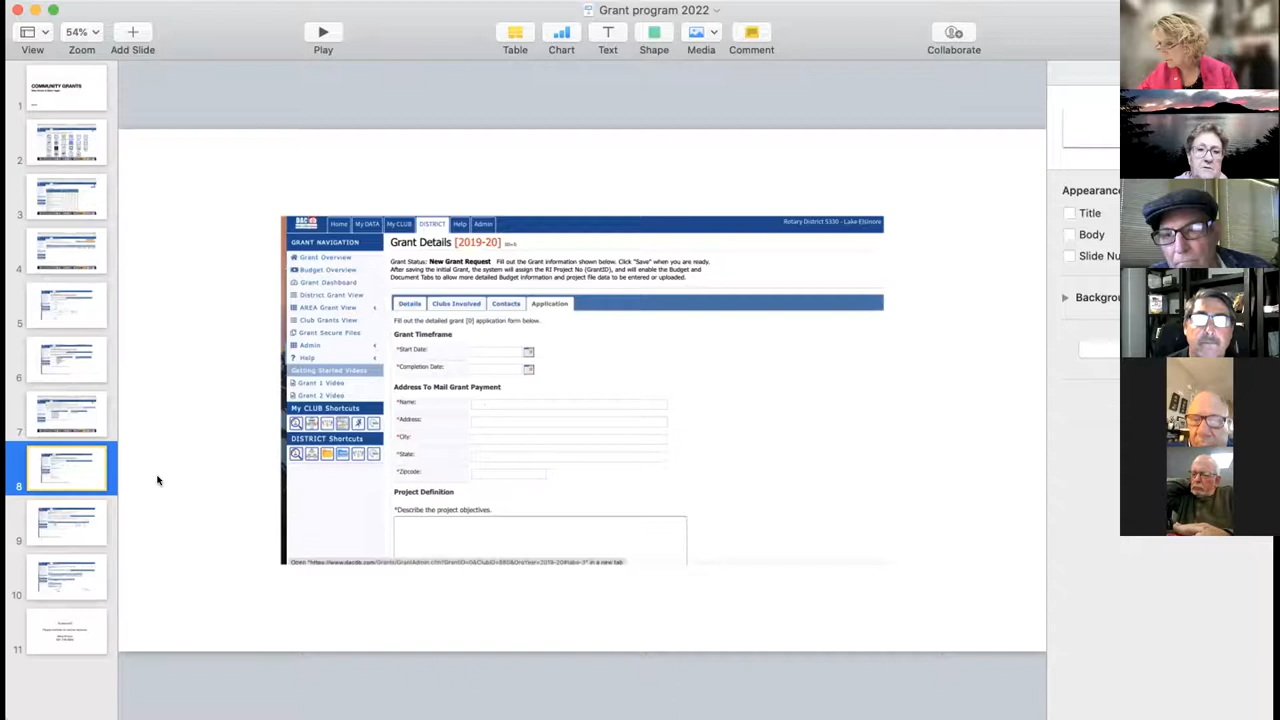 Grant program 2022
54%
View
Zoom
Add Slide
Play
Table
Chart
Text
Shape
Media
Comment
Collaborate
1
COMMUNITY GRANTS
2
3
4
5
6
7
8
9
10
11
Home
My DATA
My CLUB
DISTRICT
Help
Admin
Rotary District 5330 - Lake Elsinore
GRANT NAVIGATION
Grant Overview
Budget Overview
Grant Dashboard
District Grant View
AREA Grant View
Club Grants View
Grant Secure Files
Admin
Help
Getting Started Videos
Grant 1 Video
Grant 2 Video
My CLUB Shortcuts
DISTRICT Shortcuts
Grant Details [2019-20]
Grant Status: New Grant Request Fill out the Grant information shown below. Click "Save" when you are ready.
After saving the initial Grant, the system will assign the RI Project No (GrantID), and will enable the Budget and
Document Tabs to allow more detailed Budget information and project file data to be entered or uploaded.
Details
Clubs Involved
Contacts
Application
Fill out the detailed grant [0] application form below.
Grant Timeframe
*Start Date:
*Completion Date:
Address To Mail Grant Payment
*Name:
*Address:
*City:
*State:
*Zipcode:
Project Definition
*Describe the project objectives.
Appearance
Title
Body
Slide Nu
Backgrou